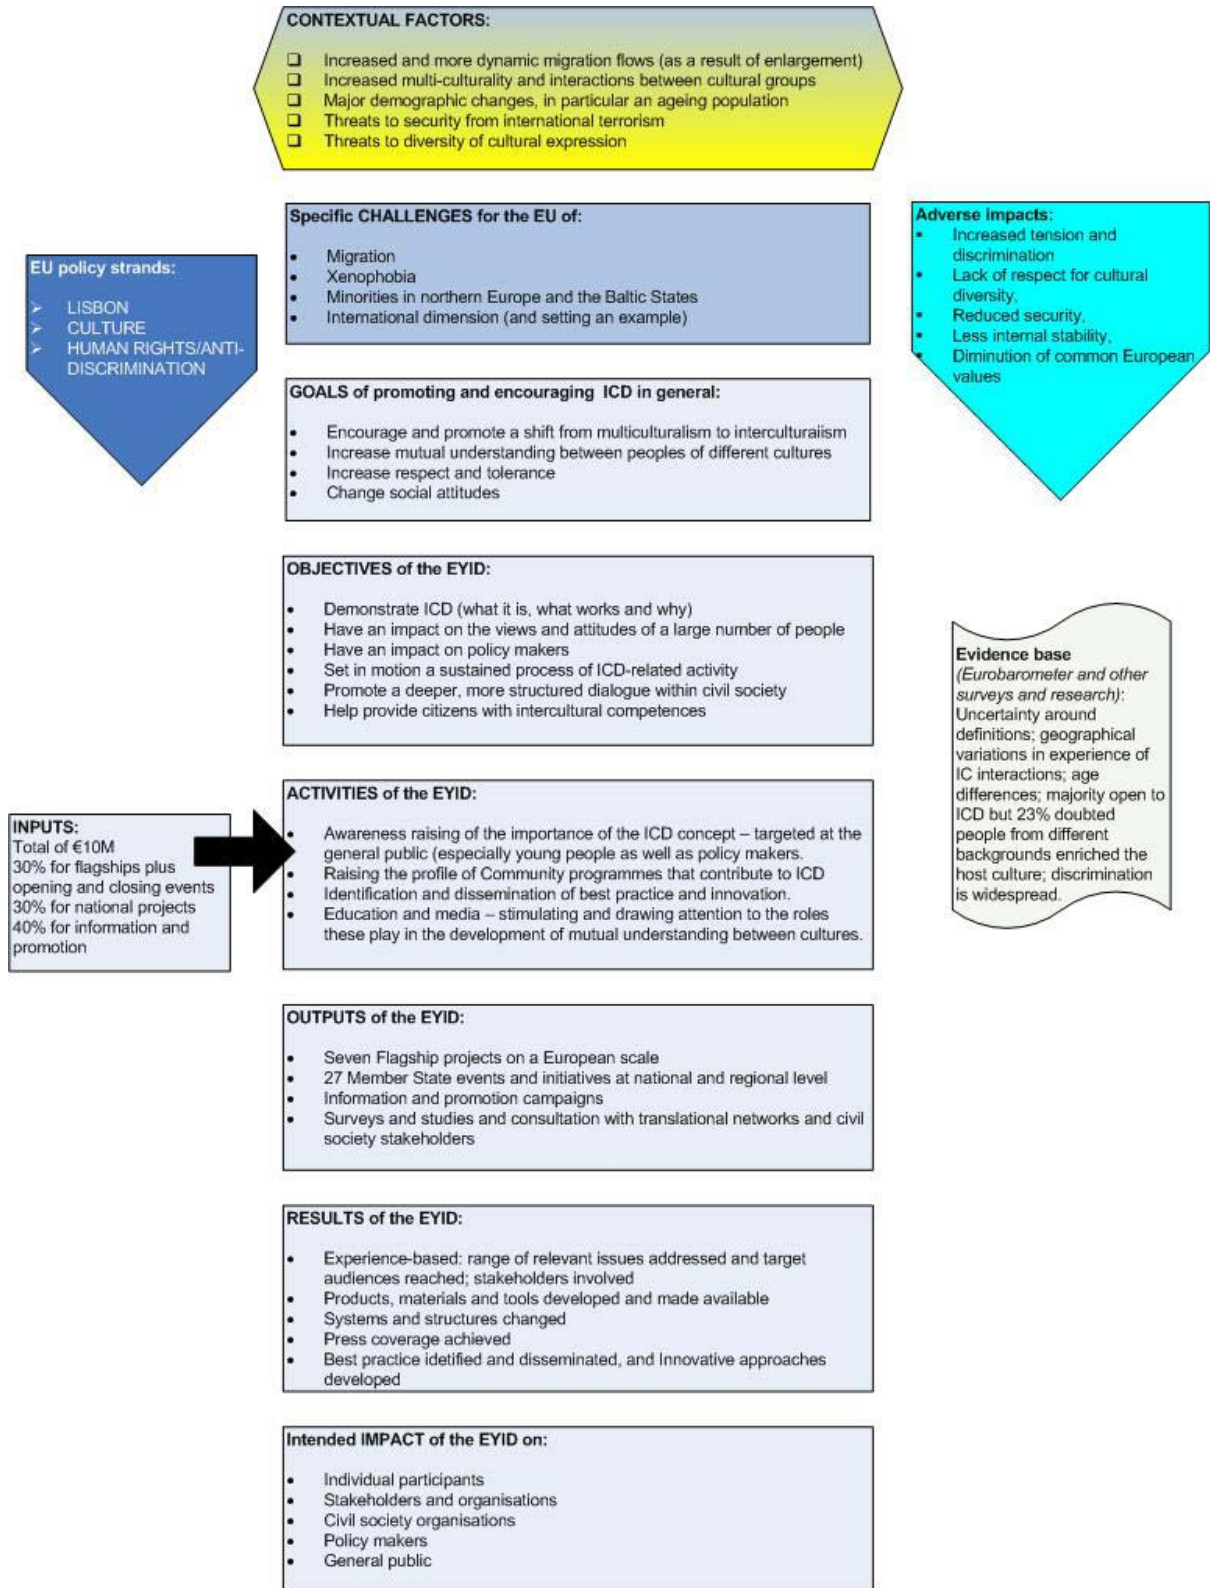 CONTEXTUAL FACTORS:
❑ Increased and more dynamic migration flows (as a result of enlargement)
❑ Increased multi-culturality and interactions between cultural groups
❑ Major demographic changes, in particular an ageing population
❑ Threats to security from international terrorism
❑ Threats to diversity of cultural expression
Specific CHALLENGES for the EU of:
• Migration
• Xenophobia
• Minorities in northern Europe and the Baltic States
• International dimension (and setting an example)
EU policy strands:
➢ LISBON
➢ CULTURE
➢ HUMAN RIGHTS/ANTI-
DISCRIMINATION
Adverse impacts:
▪ Increased tension and
discrimination
▪ Lack of respect for cultural
diversity,
▪ Reduced security,
▪ Less internal stability,
▪ Diminution of common European
values
GOALS of promoting and encouraging ICD in general:
• Encourage and promote a shift from multiculturalism to interculturaiism
• Increase mutual understanding between peoples of different cultures
• Increase respect and tolerance
• Change social attitudes
OBJECTIVES of the EYID:
• Demonstrate ICD (what it is, what works and why)
• Have an impact on the views and attitudes of a large number of people
• Have an impact on policy makers
• Set in motion a sustained process of ICD-related activity
• Promote a deeper, more structured dialogue within civil society
• Help provide citizens with intercultural competences
Evidence base
(Eurobarometer and other
surveys and research):
Uncertainty around
definitions; geographical
variations in experience of
IC interactions; age
differences; majority open to
ICD but 23% doubted
people from different
backgrounds enriched the
host culture; discrimination
is widespread.
INPUTS:
Total of €10M
30% for flagships plus
opening and closing events
30% for national projects
40% for information and
promotion
ACTIVITIES of the EYID:
• Awareness raising of the importance of the ICD concept – targeted at the
general public (especially young people as well as policy makers.
• Raising the profile of Community programmes that contribute to ICD
• Identification and dissemination of best practice and innovation.
• Education and media – stimulating and drawing attention to the roles
these play in the development of mutual understanding between cultures.
OUTPUTS of the EYID:
• Seven Flagship projects on a European scale
• 27 Member State events and initiatives at national and regional level
• Information and promotion campaigns
• Surveys and studies and consultation with translational networks and civil
society stakeholders
RESULTS of the EYID:
• Experience-based: range of relevant issues addressed and target
audiences reached; stakeholders involved
• Products, materials and tools developed and made available
• Systems and structures changed
• Press coverage achieved
• Best practice idetified and disseminated, and Innovative approaches
developed
Intended IMPACT of the EYID on:
• Individual participants
• Stakeholders and organisations
• Civil society organisations
• Policy makers
• General public